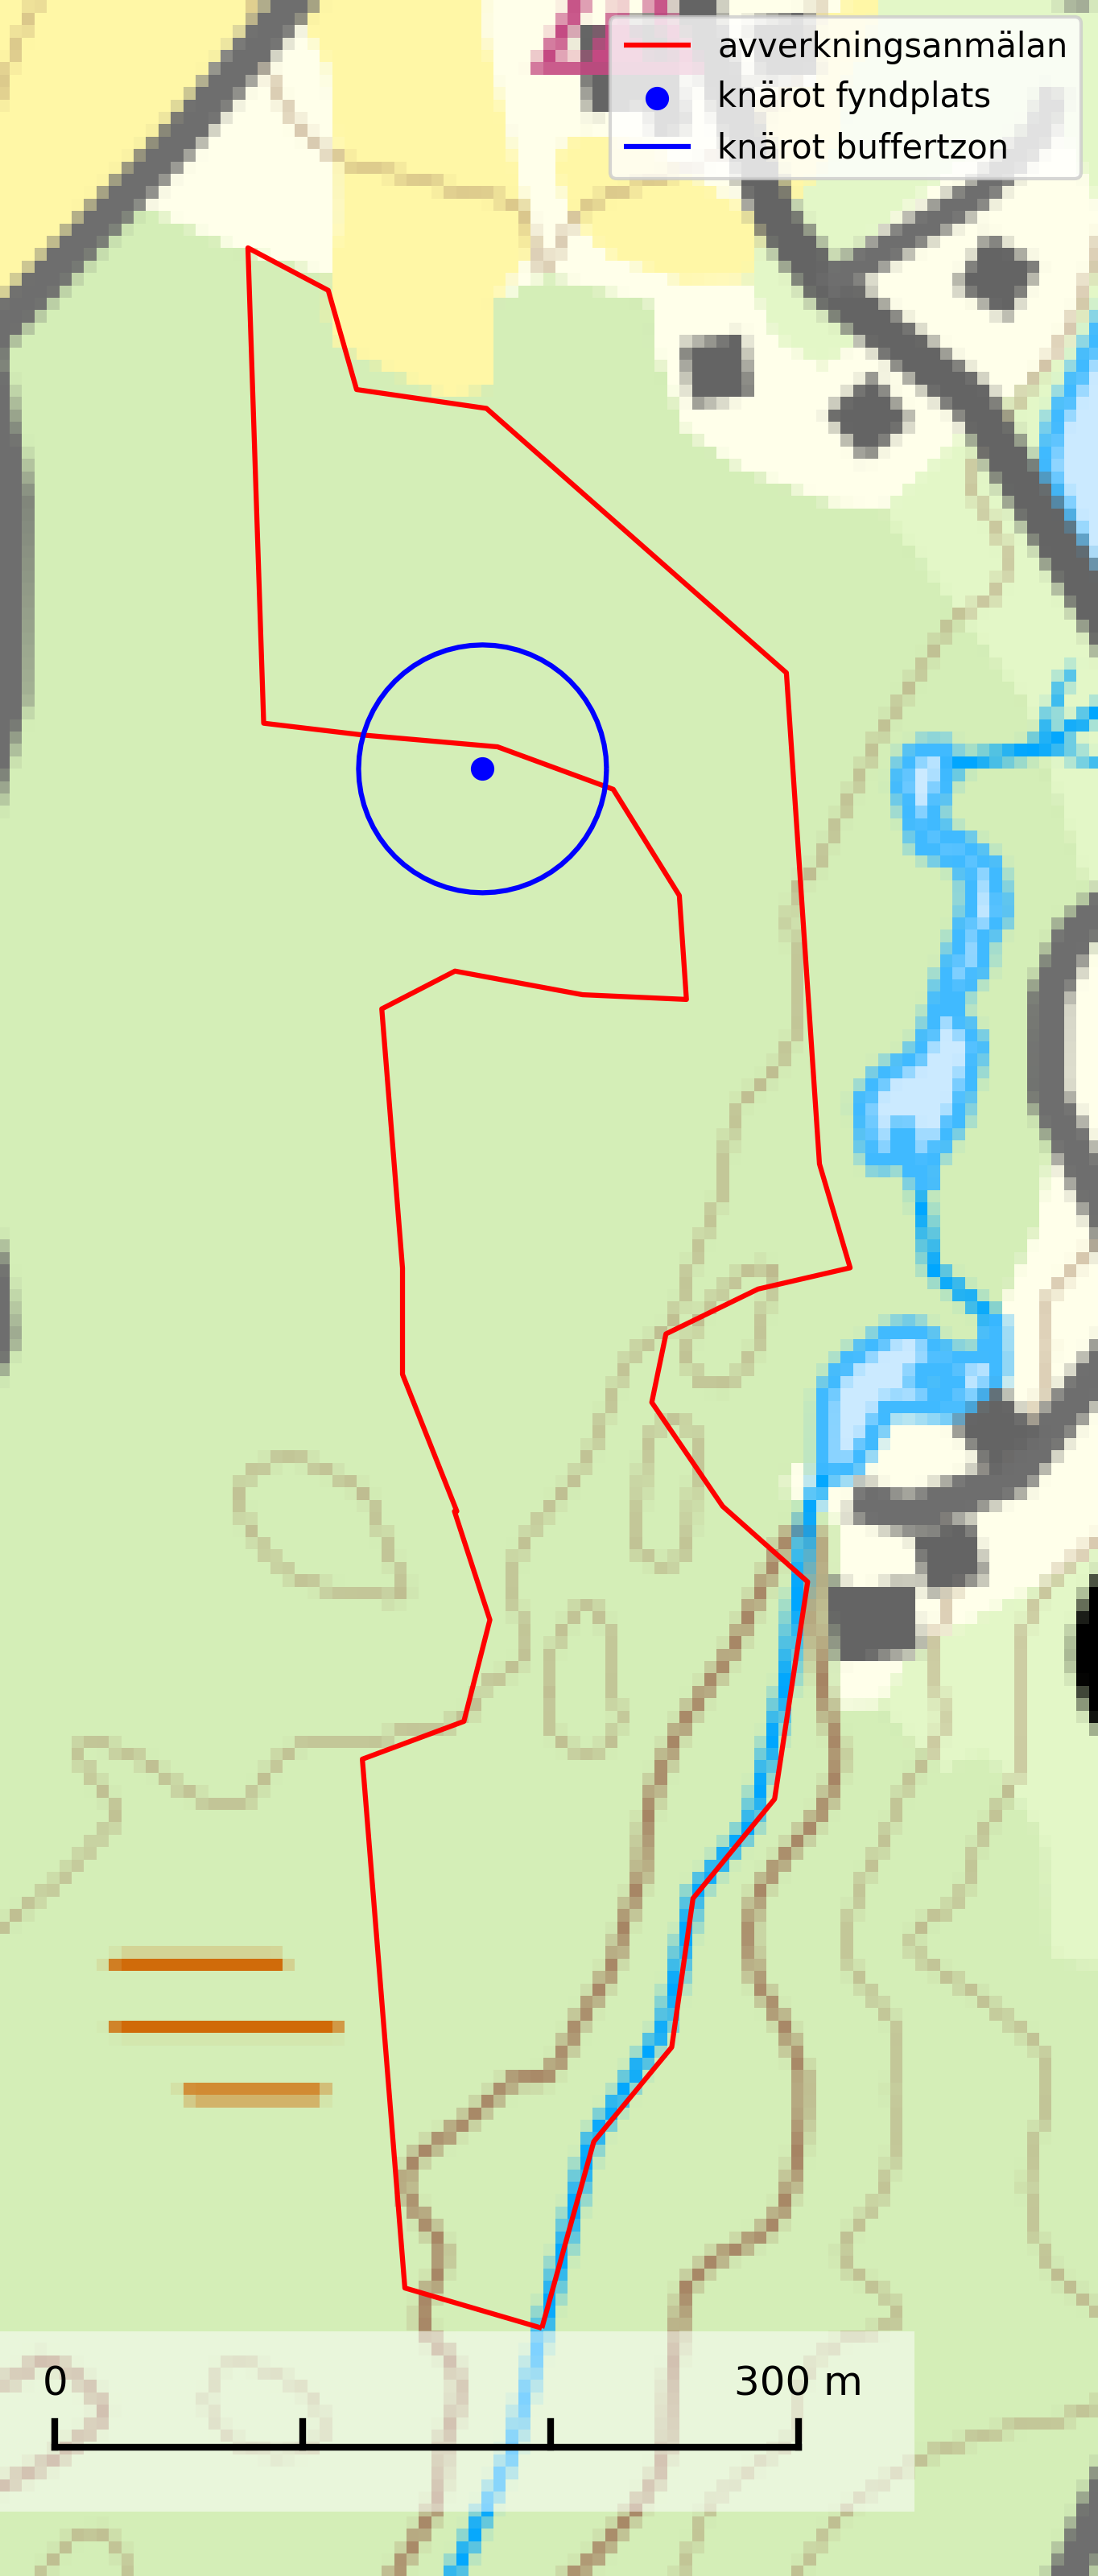 avverkningsanmälan
knärot fyndplats
knärot buffertzon
0 300 m